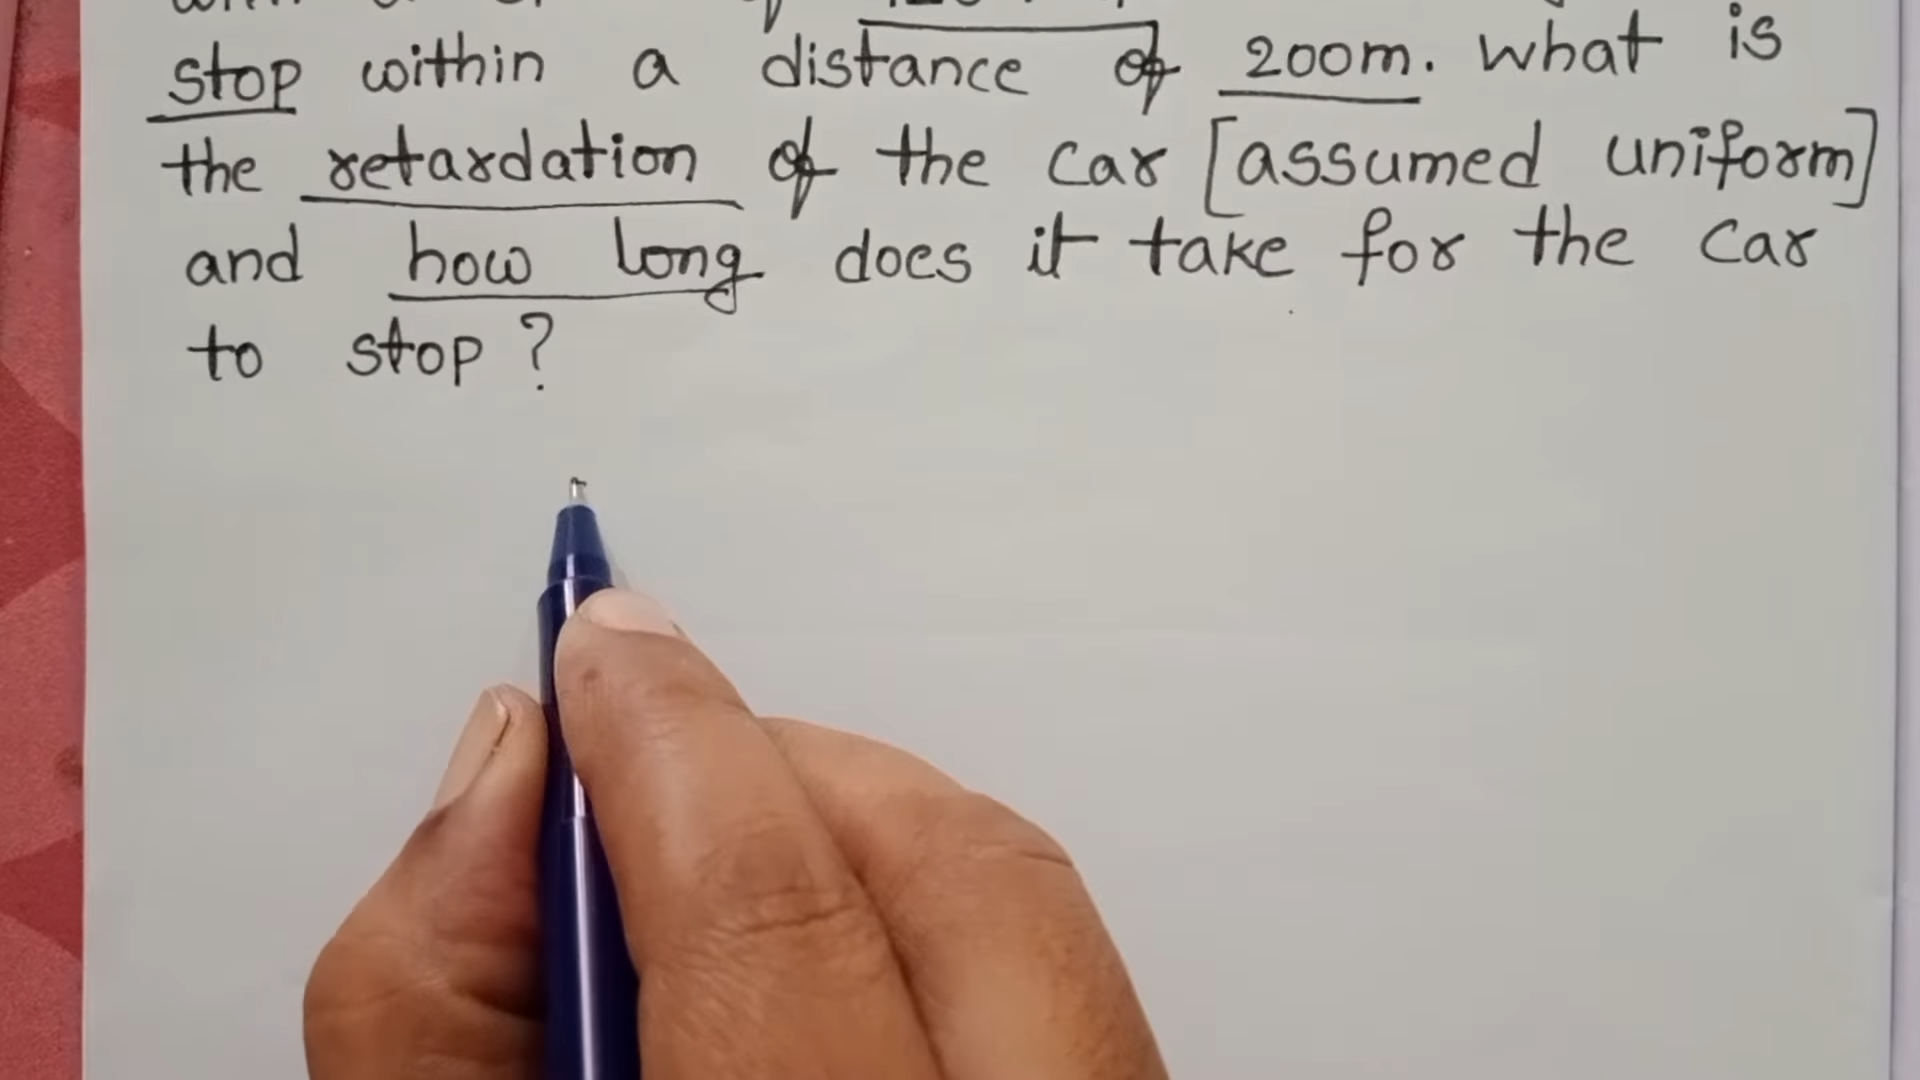 stop within a distance of 200m. what is
the retardation of the car [assumed uniform]
and how long does it take for the car
to stop?